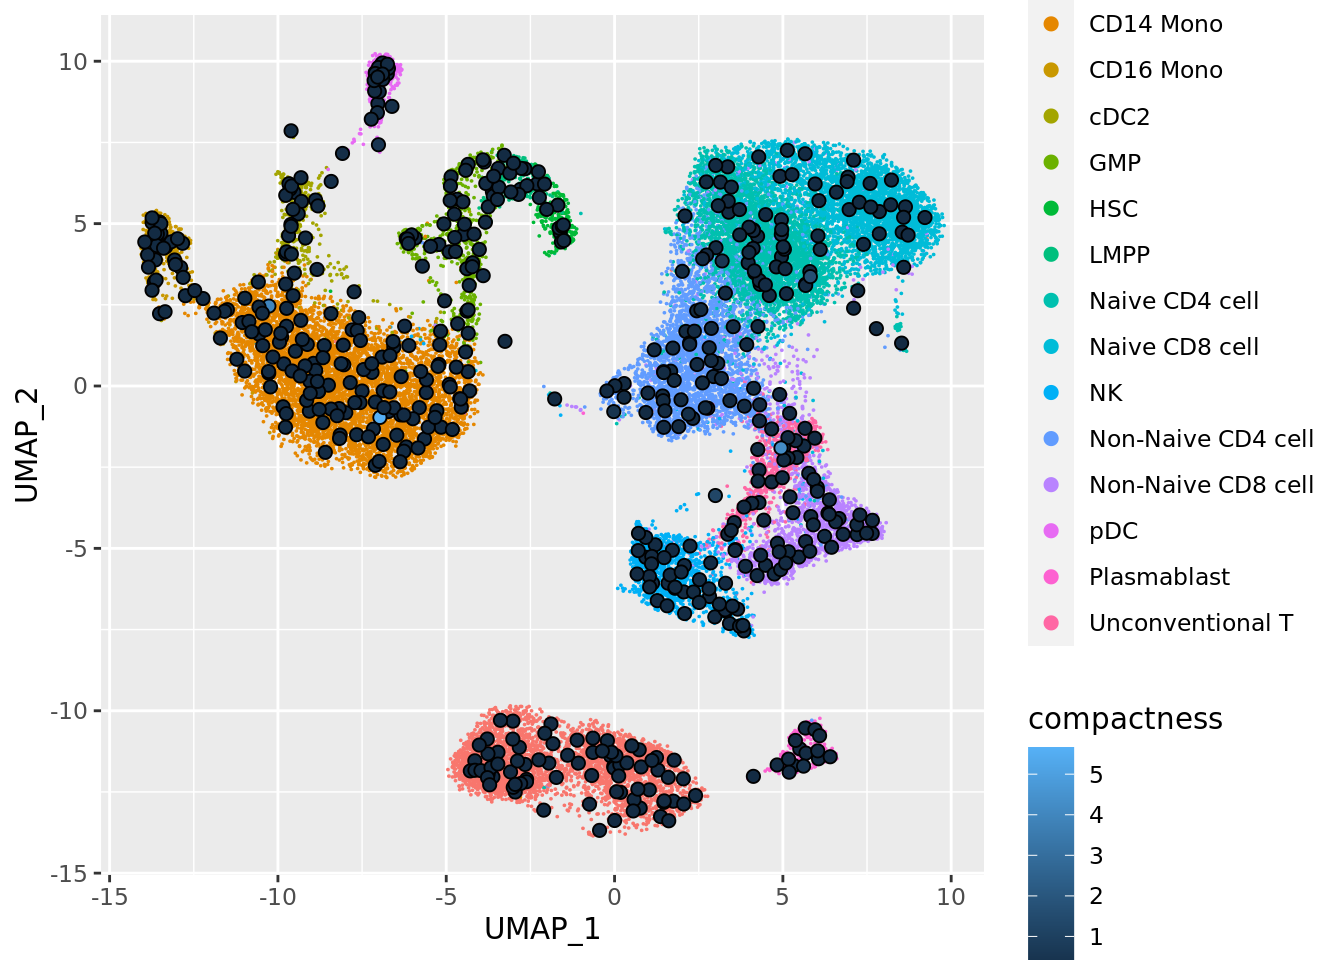 CD14 Mono
CD16 Mono
cDC2
GMP
HSC
LMPP
Naive CD4 cell
Naive CD8 cell
NK
Non-Naive CD4 cell
Non-Naive CD8 cell
pDC
Plasmablast
Unconventional T
compactness
5
4
3
2
1
10
5
0
-5
-10
-15
UMAP_2
-15
-10
-5
0
5
10
UMAP_1